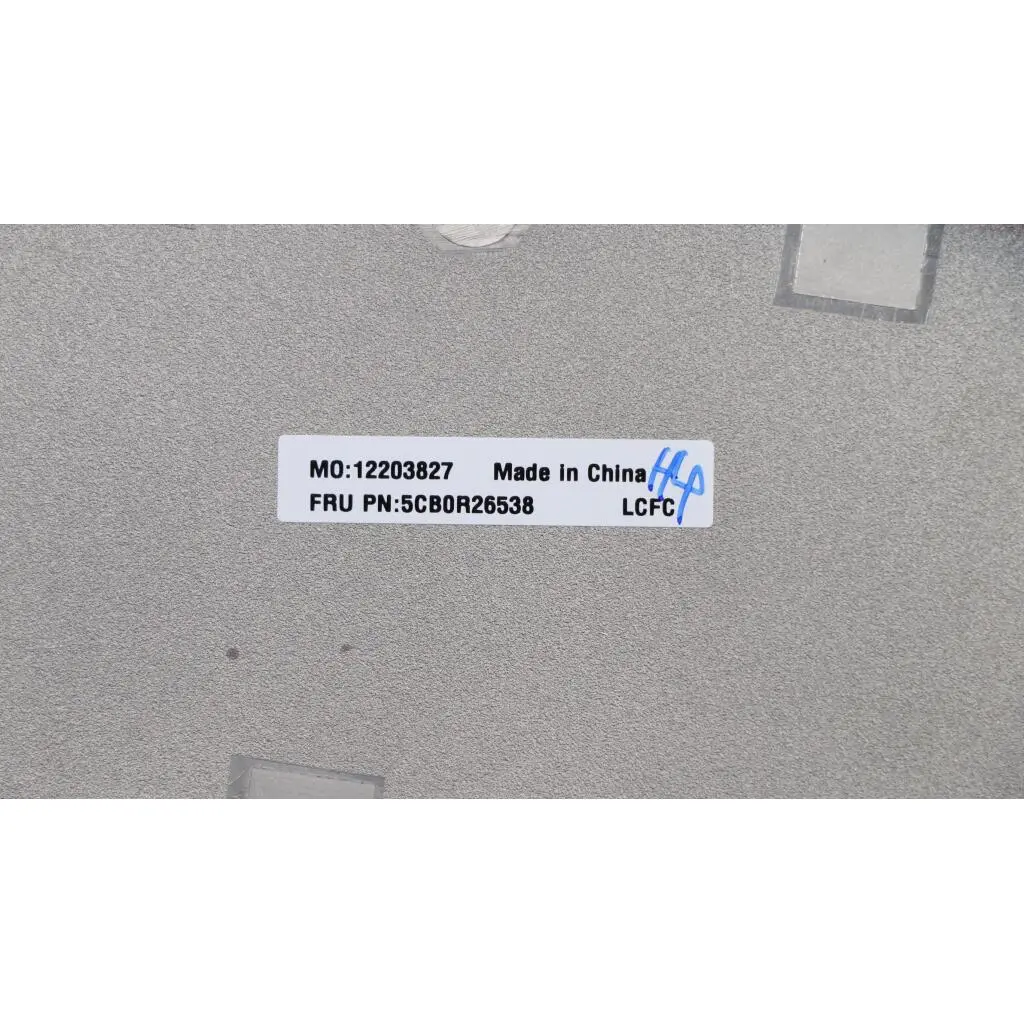 MO:12203827 Made in China
FRU PN:5CB0R26538 LCFC